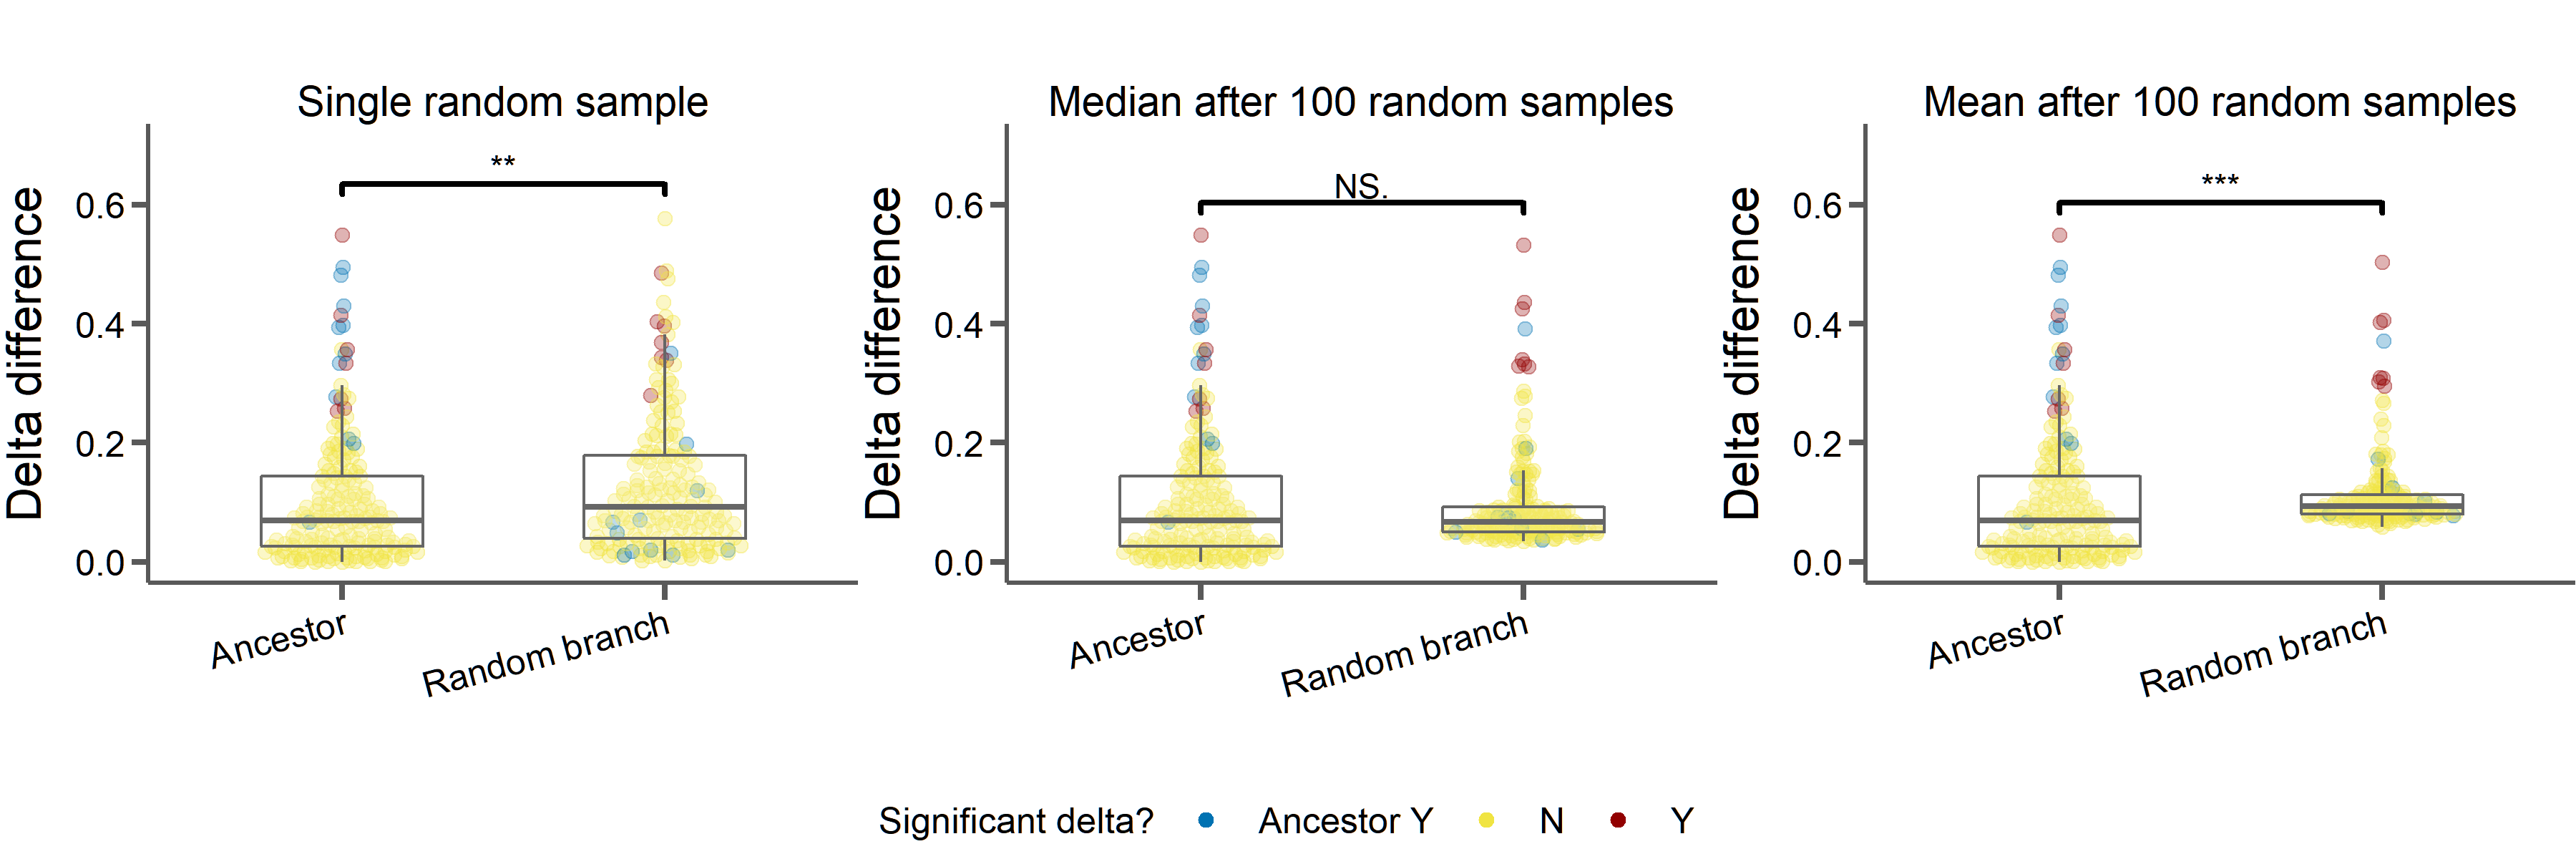 Single random sample
Median after 100 random samples
Mean after 100 random samples
Delta difference
0.6
0.4
0.2
0.0
**
Ancestor
Random branch
Delta difference
0.6
0.4
0.2
0.0
NS.
Ancestor
Random branch
Delta difference
0.6
0.4
0.2
0.0
***
Ancestor
Random branch
Significant delta? Ancestor Y N Y